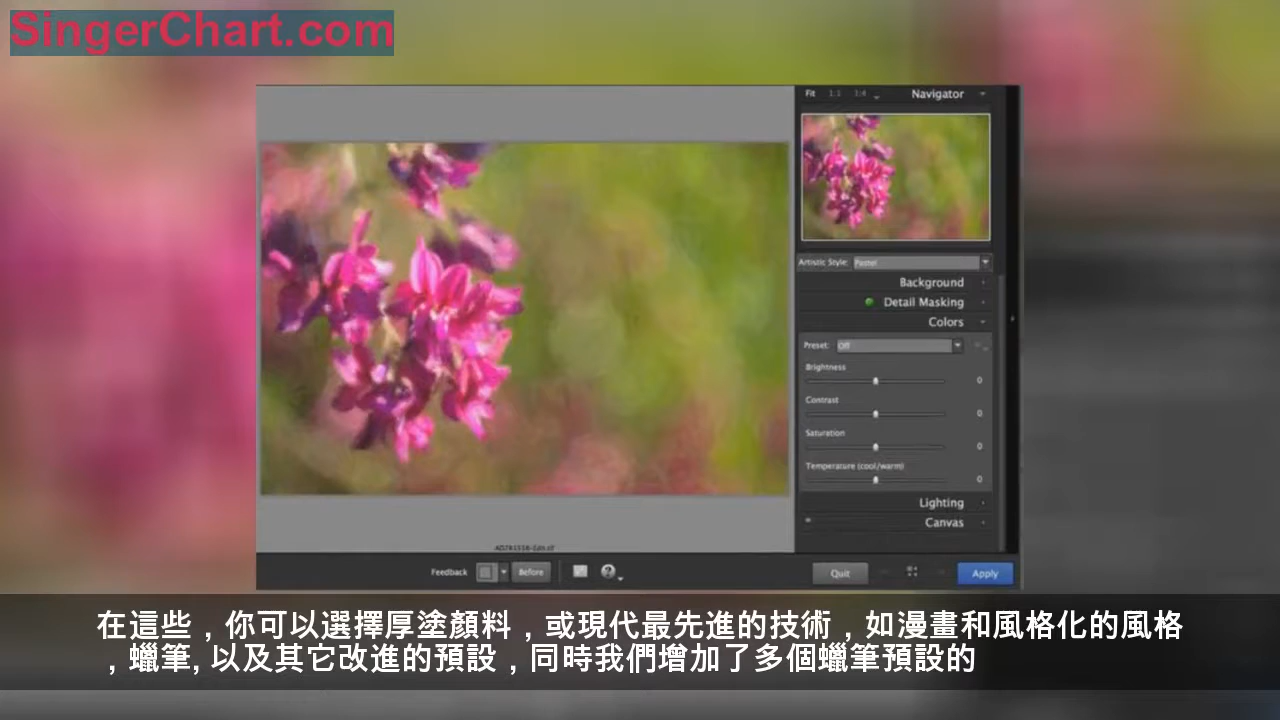 SingerChart.com
Fit 1:1 1:4 Navigator
Artistic Style: Pastel
Background
Detail Masking
Colors
Preset: Off
Brightness
0
Contrast
0
Saturation
0
Temperature (cool/warm)
0
Lighting
Canvas
Feedback Before Quit Apply
在這些，你可以選擇厚塗顏料，或現代最先進的技術，如漫畫和風格化的風格
，蠟筆, 以及其它改進的預設，同時我們增加了多個蠟筆預設的